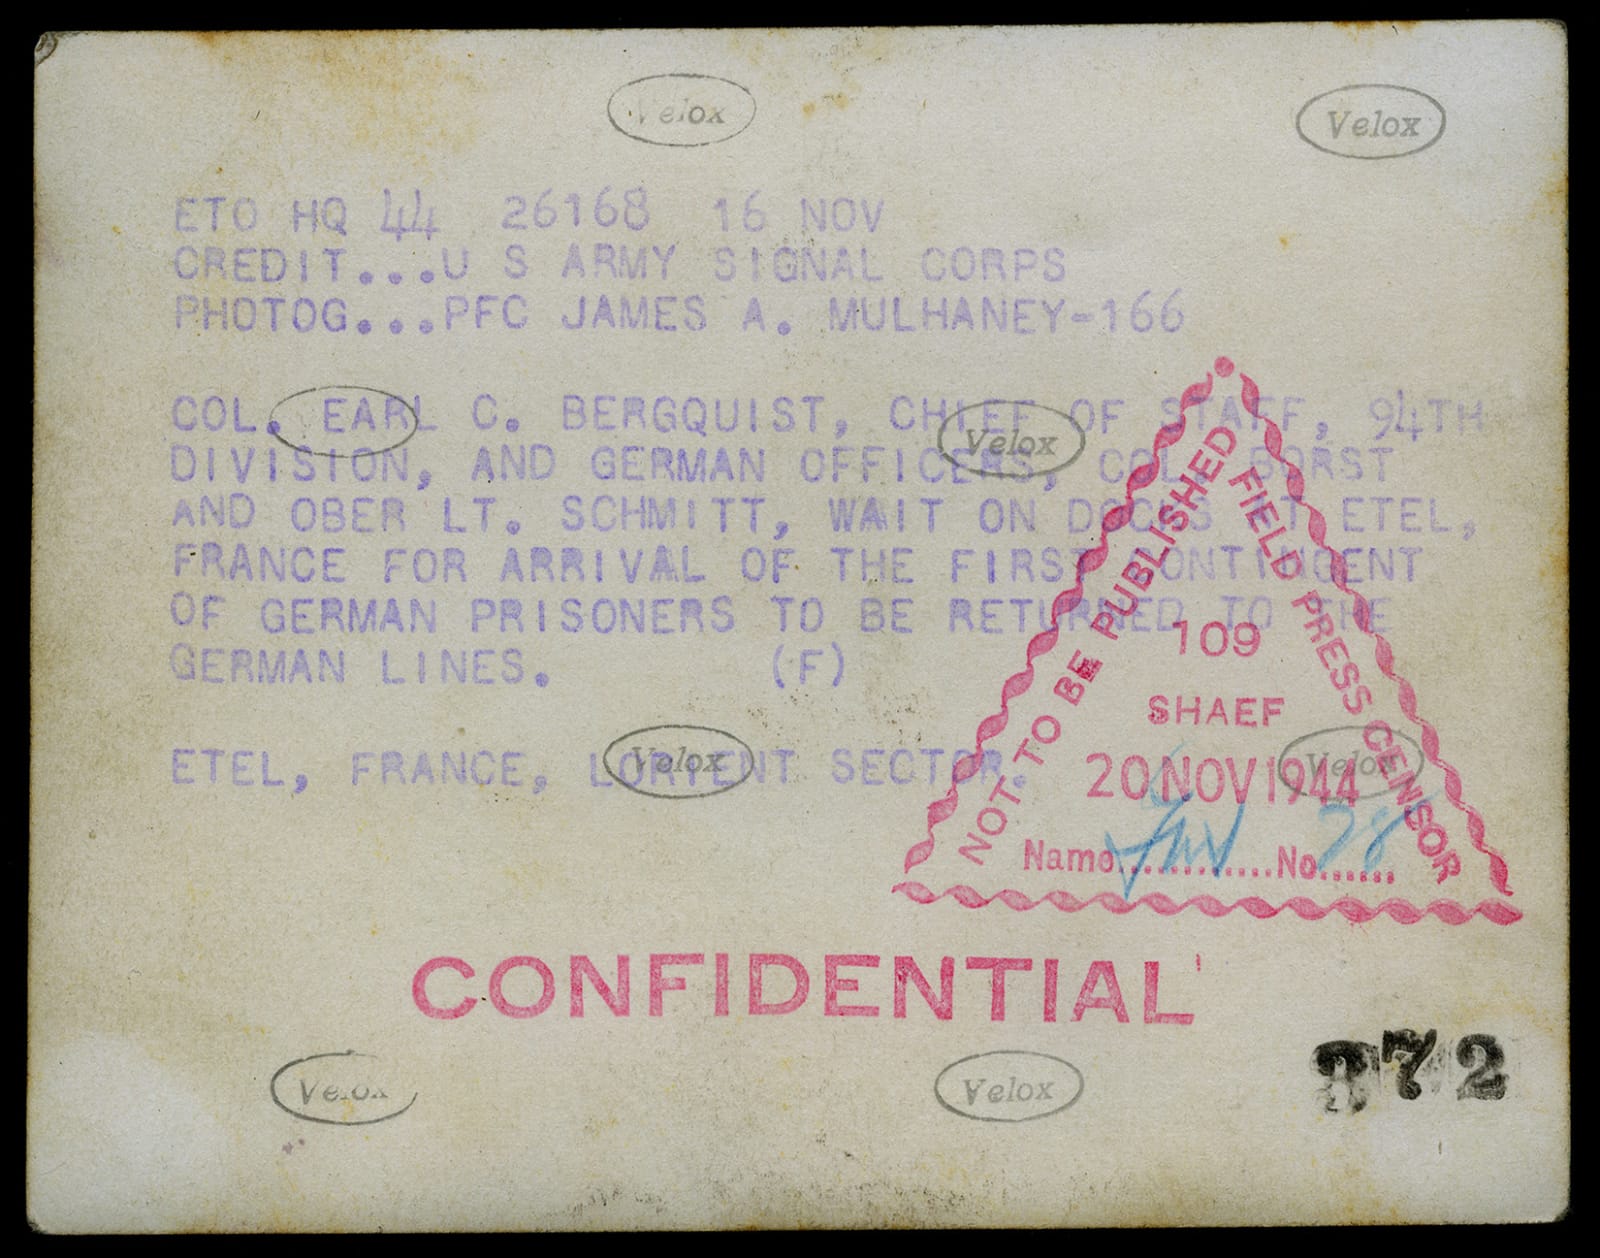 Velox
Velox
ETO HQ 44 26168 16 NOV
CREDIT...U S ARMY SIGNAL CORPS
PHOTOG...PFC JAMES A. MULHANEY-166
COL. EARL C. BERGQUIST, CHIEF OF STAFF, 94TH
Velox
DIVISION, AND GERMAN OFFICERS, COL. BORST
AND OBER LT. SCHMITT, WAIT ON DOCKS AT ETEL,
FRANCE FOR ARRIVAL OF THE FIRST CONTINGENT
OF GERMAN PRISONERS TO BE RETURNED TO THE
GERMAN LINES. (F)
ETEL, FRANCE, LORIENT SECTOR.
Velox
Velox
NOT TO BE PUBLISHED
FIELD PRESS CENSOR
109
SHAEF
20 NOV 1944
Name............No. 28......
CONFIDENTIAL
372
Velox
Velox